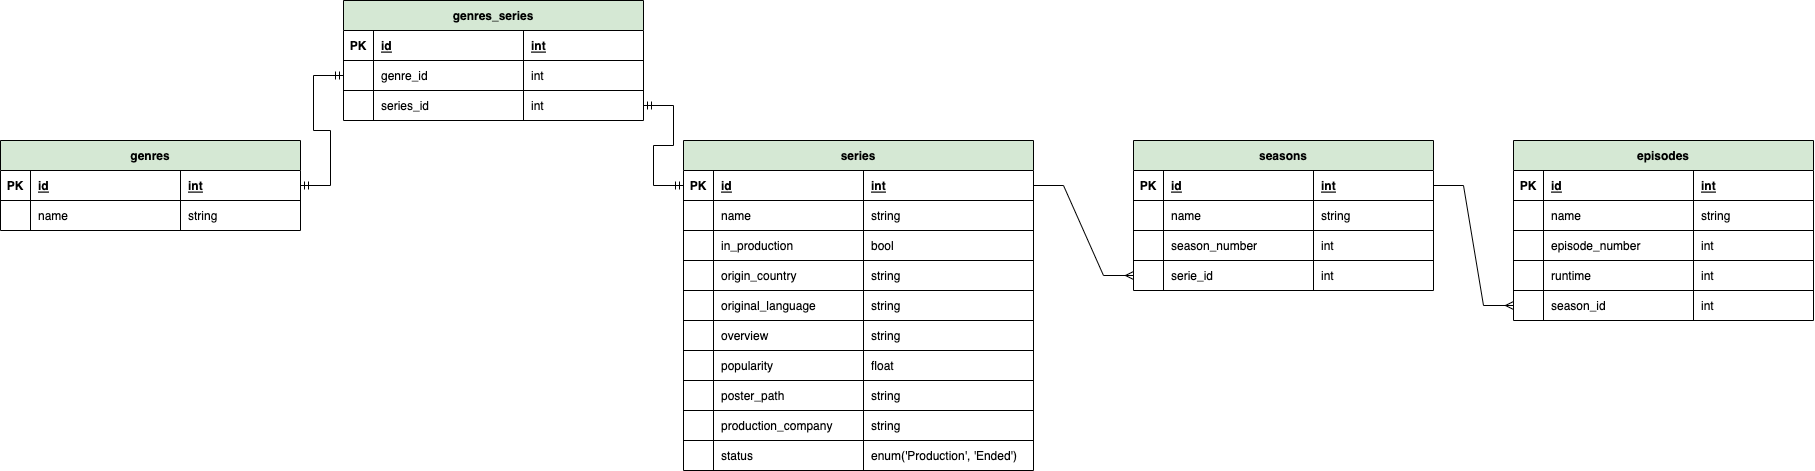 genres_series
PK id int
genre_id int
series_id int
genres
PK id int
name string
series
PK id int
name string
in_production bool
origin_country string
original_language string
overview string
popularity float
poster_path string
production_company string
status enum('Production', 'Ended')
seasons
PK id int
name string
season_number int
serie_id int
episodes
PK id int
name string
episode_number int
runtime int
season_id int